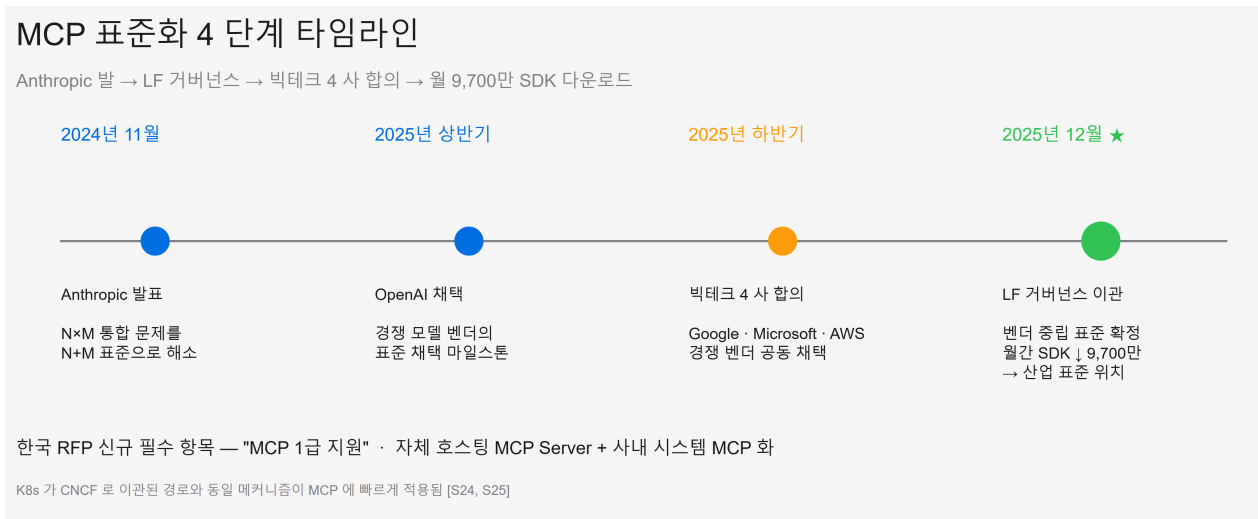 MCP 표준화 4 단계 타임라인
Anthropic 발 → LF 거버넌스 → 빅테크 4 사 합의 → 월 9,700만 SDK 다운로드
2024년 11월
2025년 상반기
2025년 하반기
2025년 12월 ★
Anthropic 발표
N×M 통합 문제를
N+M 표준으로 해소
OpenAI 채택
경쟁 모델 벤더의
표준 채택 마일스톤
빅테크 4 사 합의
Google · Microsoft · AWS
경쟁 벤더 공동 채택
LF 거버넌스 이관
벤더 중립 표준 확정
월간 SDK ↓ 9,700만
→ 산업 표준 위치
한국 RFP 신규 필수 항목 — "MCP 1급 지원" · 자체 호스팅 MCP Server + 사내 시스템 MCP 화
K8s 가 CNCF 로 이관된 경로와 동일 메커니즘이 MCP 에 빠르게 적용됨 [S24, S25]